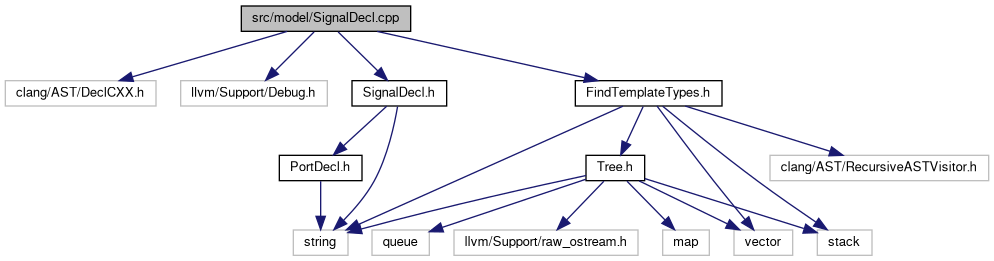 src/model/SignalDecl.cpp
clang/AST/DeclCXX.h
llvm/Support/Debug.h
SignalDecl.h
FindTemplateTypes.h
PortDecl.h
Tree.h
clang/AST/RecursiveASTVisitor.h
string
queue
llvm/Support/raw_ostream.h
map
vector
stack